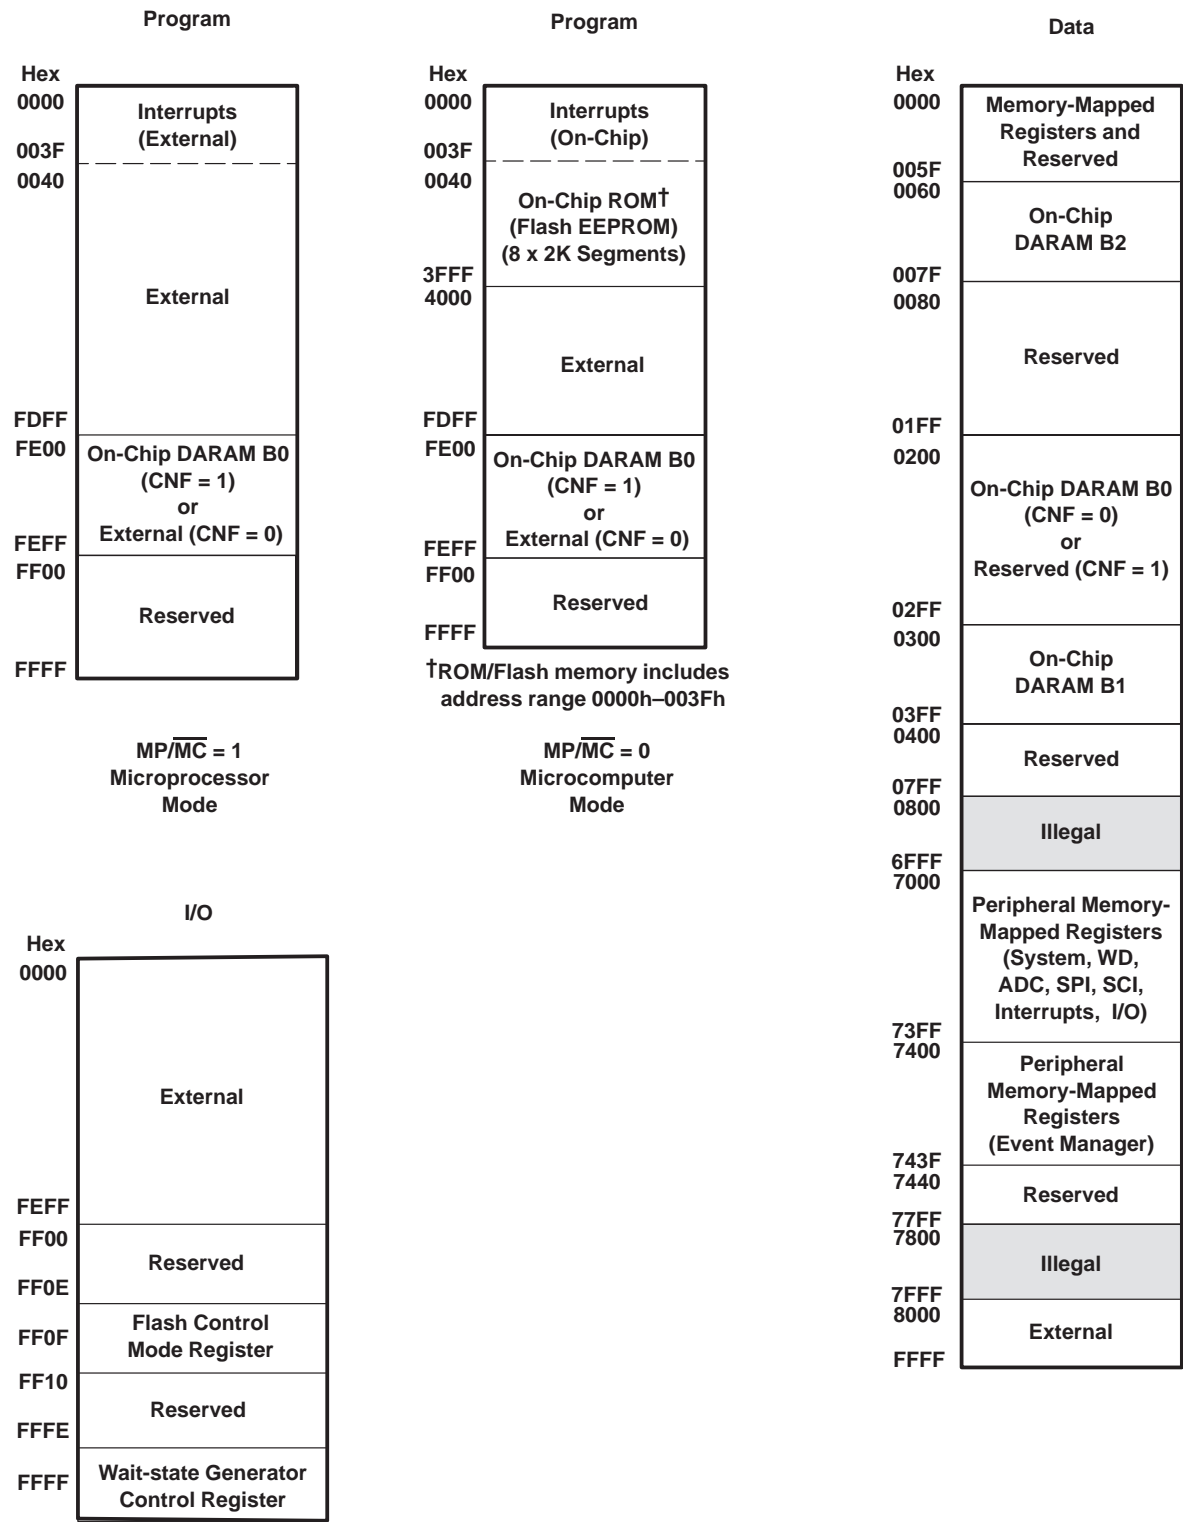 Program
Hex
0000
Interrupts
(External)
003F
0040
External
FDFF
FE00
On-Chip DARAM B0
(CNF = 1)
or
External (CNF = 0)
FEFF
FF00
Reserved
FFFF
MP/M̅C̅ = 1
Microprocessor
Mode
Program
Hex
0000
Interrupts
(On-Chip)
003F
0040
On-Chip ROM†
(Flash EEPROM)
(8 x 2K Segments)
3FFF
4000
External
FDFF
FE00
On-Chip DARAM B0
(CNF = 1)
or
External (CNF = 0)
FEFF
FF00
Reserved
FFFF
†ROM/Flash memory includes
address range 0000h–003Fh
MP/M̅C̅ = 0
Microcomputer
Mode
I/O
Hex
0000
External
FEFF
FF00
Reserved
FF0E
FF0F
Flash Control
Mode Register
FF10
Reserved
FFFE
FFFF
Wait-state Generator
Control Register
Data
Hex
0000
Memory-Mapped
Registers and
Reserved
005F
0060
On-Chip
DARAM B2
007F
0080
Reserved
01FF
0200
On-Chip DARAM B0
(CNF = 0)
or
Reserved (CNF = 1)
02FF
0300
On-Chip
DARAM B1
03FF
0400
Reserved
07FF
0800
Illegal
6FFF
7000
Peripheral Memory-
Mapped Registers
(System, WD,
ADC, SPI, SCI,
Interrupts, I/O)
73FF
7400
Peripheral
Memory-Mapped
Registers
(Event Manager)
743F
7440
Reserved
77FF
7800
Illegal
7FFF
8000
External
FFFF